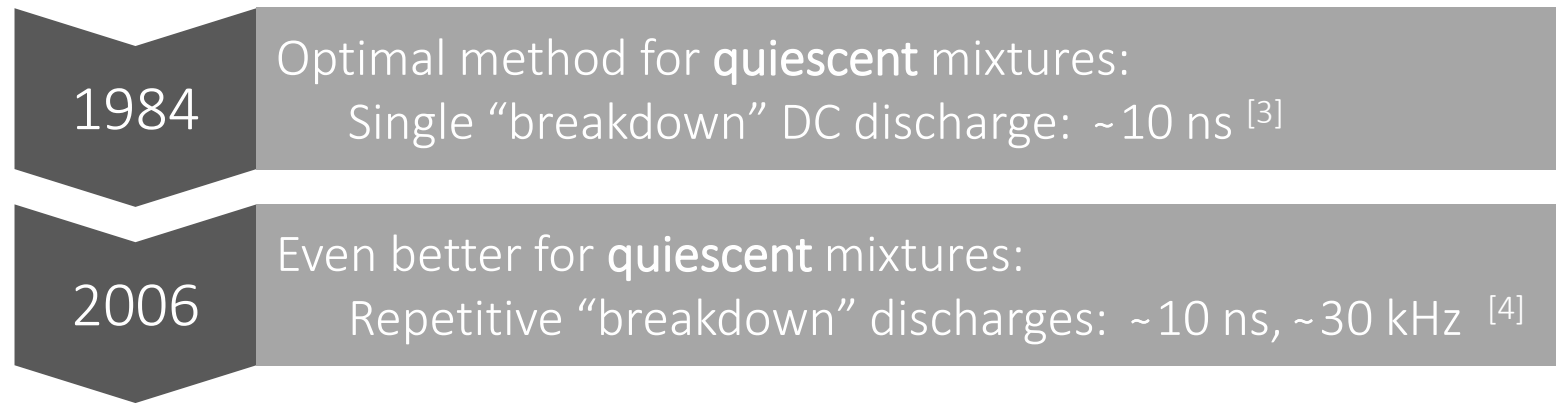 1984
Optimal method for quiescent mixtures:
Single “breakdown” DC discharge: ~10 ns [3]
2006
Even better for quiescent mixtures:
Repetitive “breakdown” discharges: ~10 ns, ~30 kHz [4]